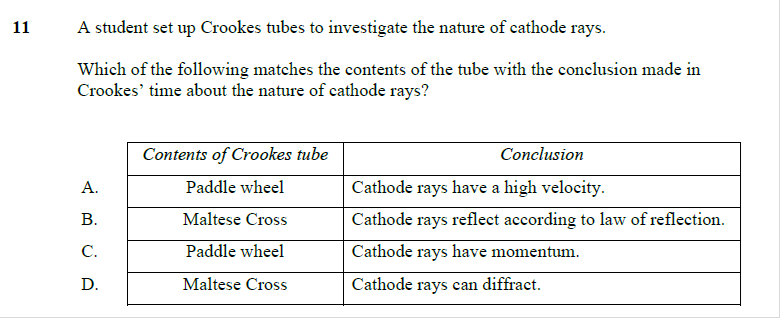 11 A student set up Crookes tubes to investigate the nature of cathode rays.
Which of the following matches the contents of the tube with the conclusion made in
Crookes’ time about the nature of cathode rays?
Contents of Crookes tube Conclusion
A. Paddle wheel Cathode rays have a high velocity.
B. Maltese Cross Cathode rays reflect according to law of reflection.
C. Paddle wheel Cathode rays have momentum.
D. Maltese Cross Cathode rays can diffract.